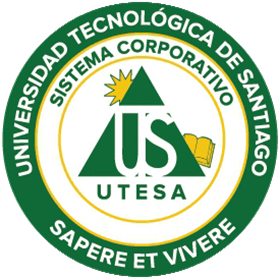 UNIVERSIDAD TECNOLÓGICA DE SANTIAGO
SISTEMA CORPORATIVO
US
UTESA
SAPERE ET VIVERE